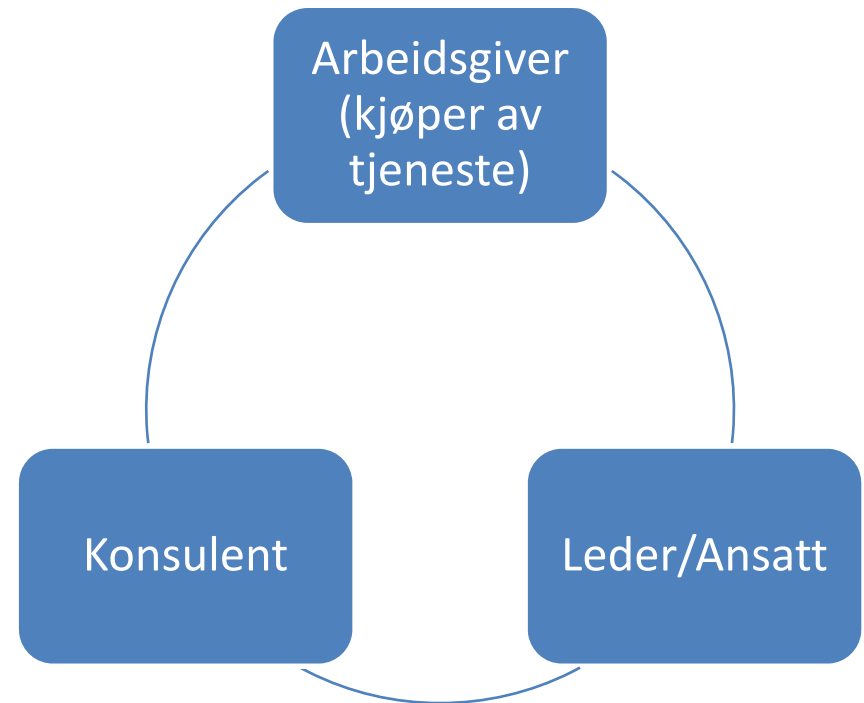 Arbeidsgiver
(kjøper av
tjeneste)
Konsulent
Leder/Ansatt